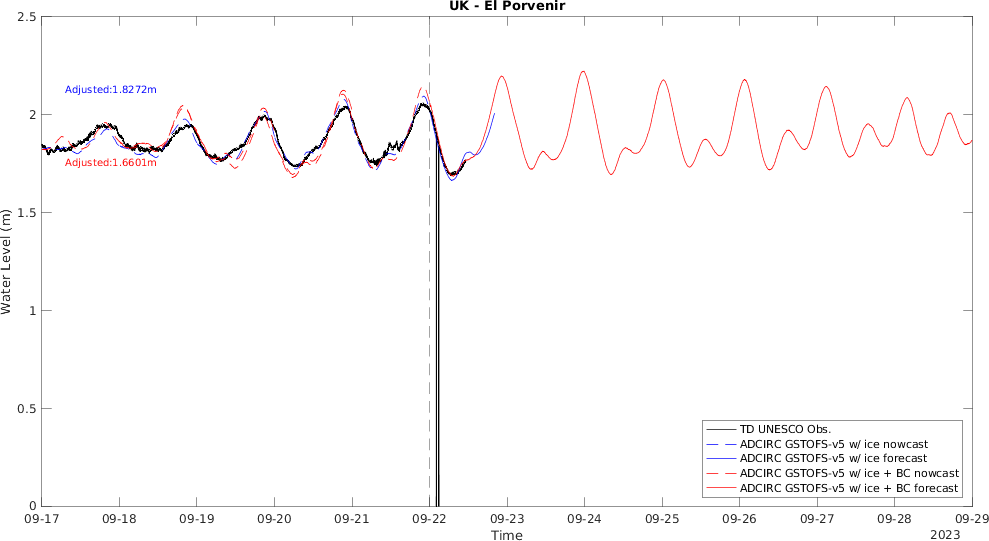 UK - El Porvenir
2.5
2
1.5
1
0.5
0
Water Level (m)
Adjusted:1.8272m
Adjusted:1.6601m
TD UNESCO Obs.
ADCIRC GSTOFS-v5 w/ ice nowcast
ADCIRC GSTOFS-v5 w/ ice forecast
ADCIRC GSTOFS-v5 w/ ice + BC nowcast
ADCIRC GSTOFS-v5 w/ ice + BC forecast
09-17 09-18 09-19 09-20 09-21 09-22 09-23 09-24 09-25 09-26 09-27 09-28 09-29
Time
2023